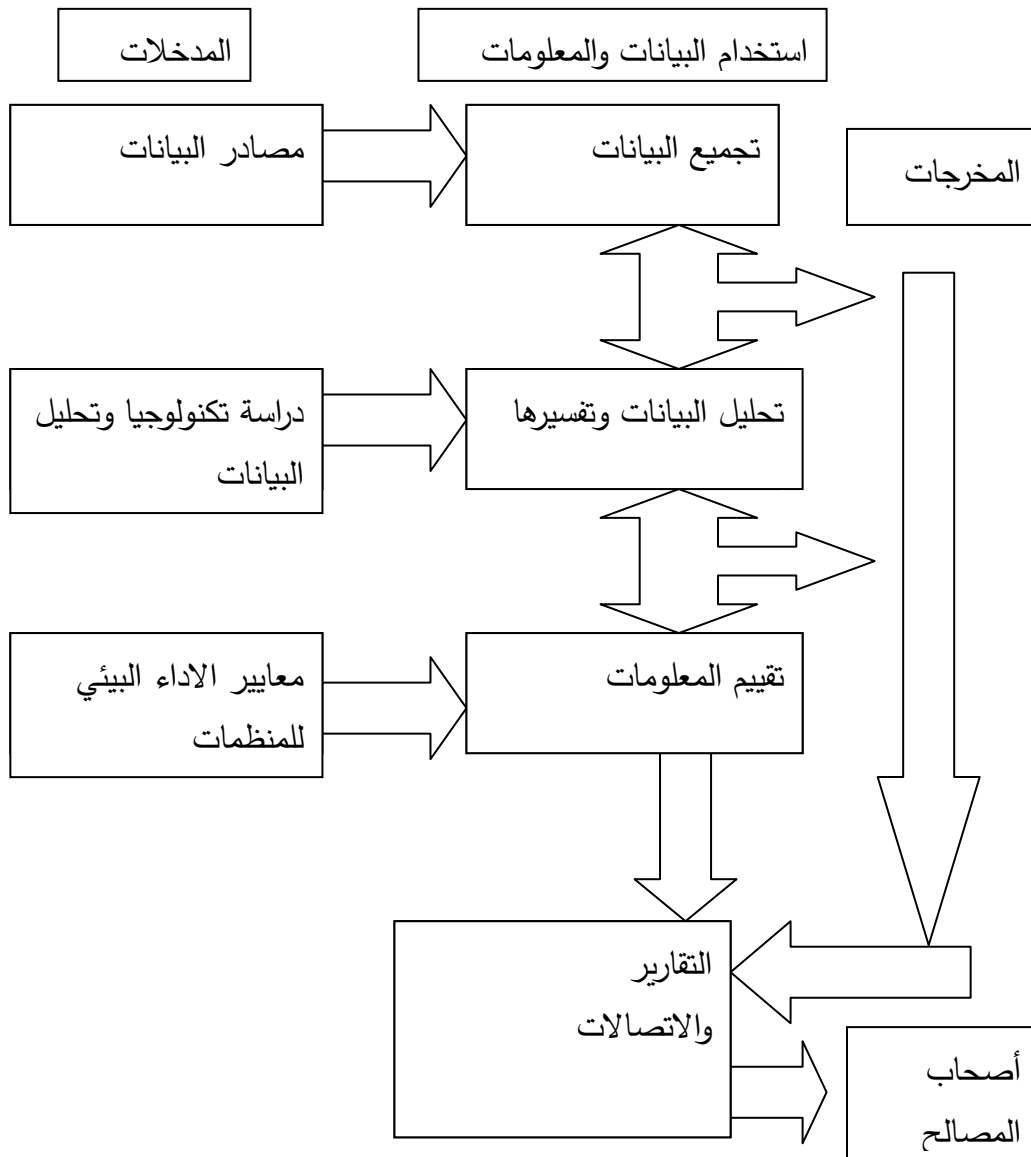 المدخلات
استخدام البيانات والمعلومات
مصادر البيانات
تجميع البيانات
المخرجات
دراسة تكنولوجيا وتحليل
البيانات
تحليل البيانات وتفسيرها
معايير الاداء البيئي
للمنظمات
تقييم المعلومات
التقارير
والاتصالات
أصحاب
المصالح